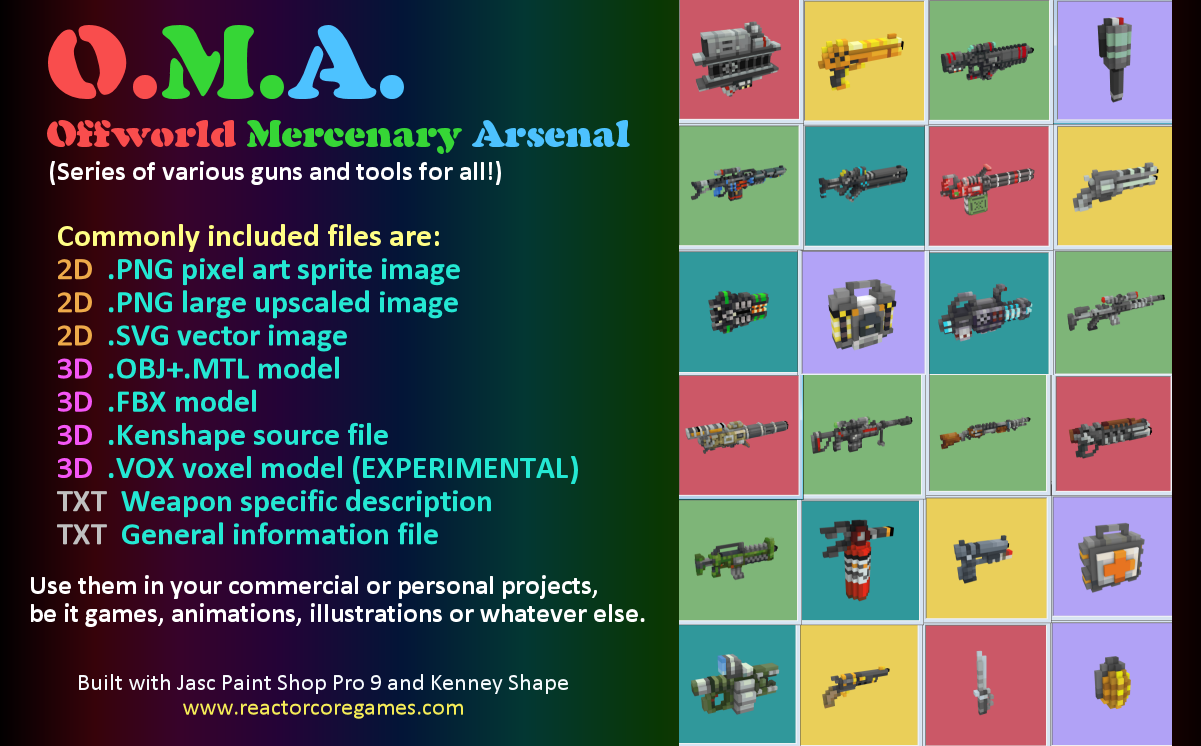 O.M.A.
Offworld Mercenary Arsenal
(Series of various guns and tools for all!)
Commonly included files are:
2D .PNG pixel art sprite image
2D .PNG large upscaled image
2D .SVG vector image
3D .OBJ+.MTL model
3D .FBX model
3D .Kenshape source file
3D .VOX voxel model (EXPERIMENTAL)
TXT Weapon specific description
TXT General information file
Use them in your commercial or personal projects,
be it games, animations, illustrations or whatever else.
Built with Jasc Paint Shop Pro 9 and Kenney Shape
www.reactorcoregames.com